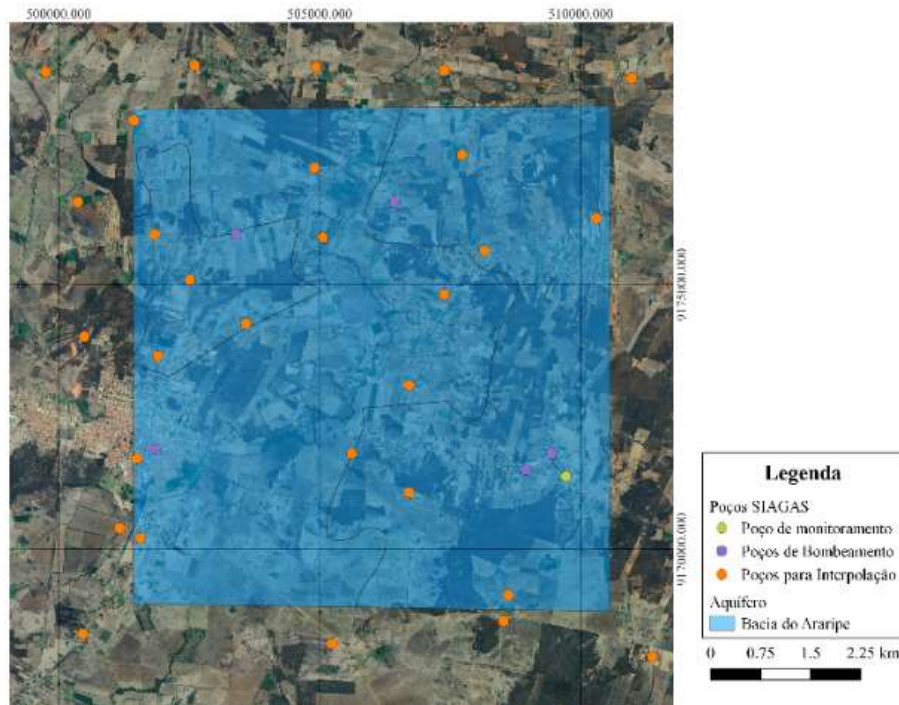 500000.000
505000.000
510000.000
9175000.000
9170000.000
Legenda
Poços SIAGAS
Poço de monitoramento
Poços de Bombeamento
Poços para Interpolação
Aquífero
Bacia do Araripe
0 0.75 1.5 2.25 km